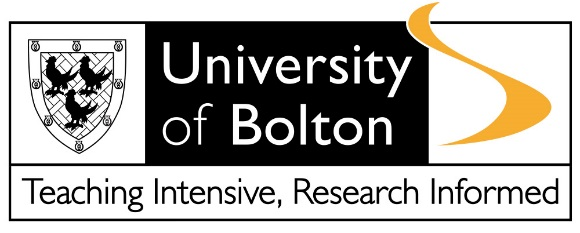 University
of Bolton
Teaching Intensive, Research Informed